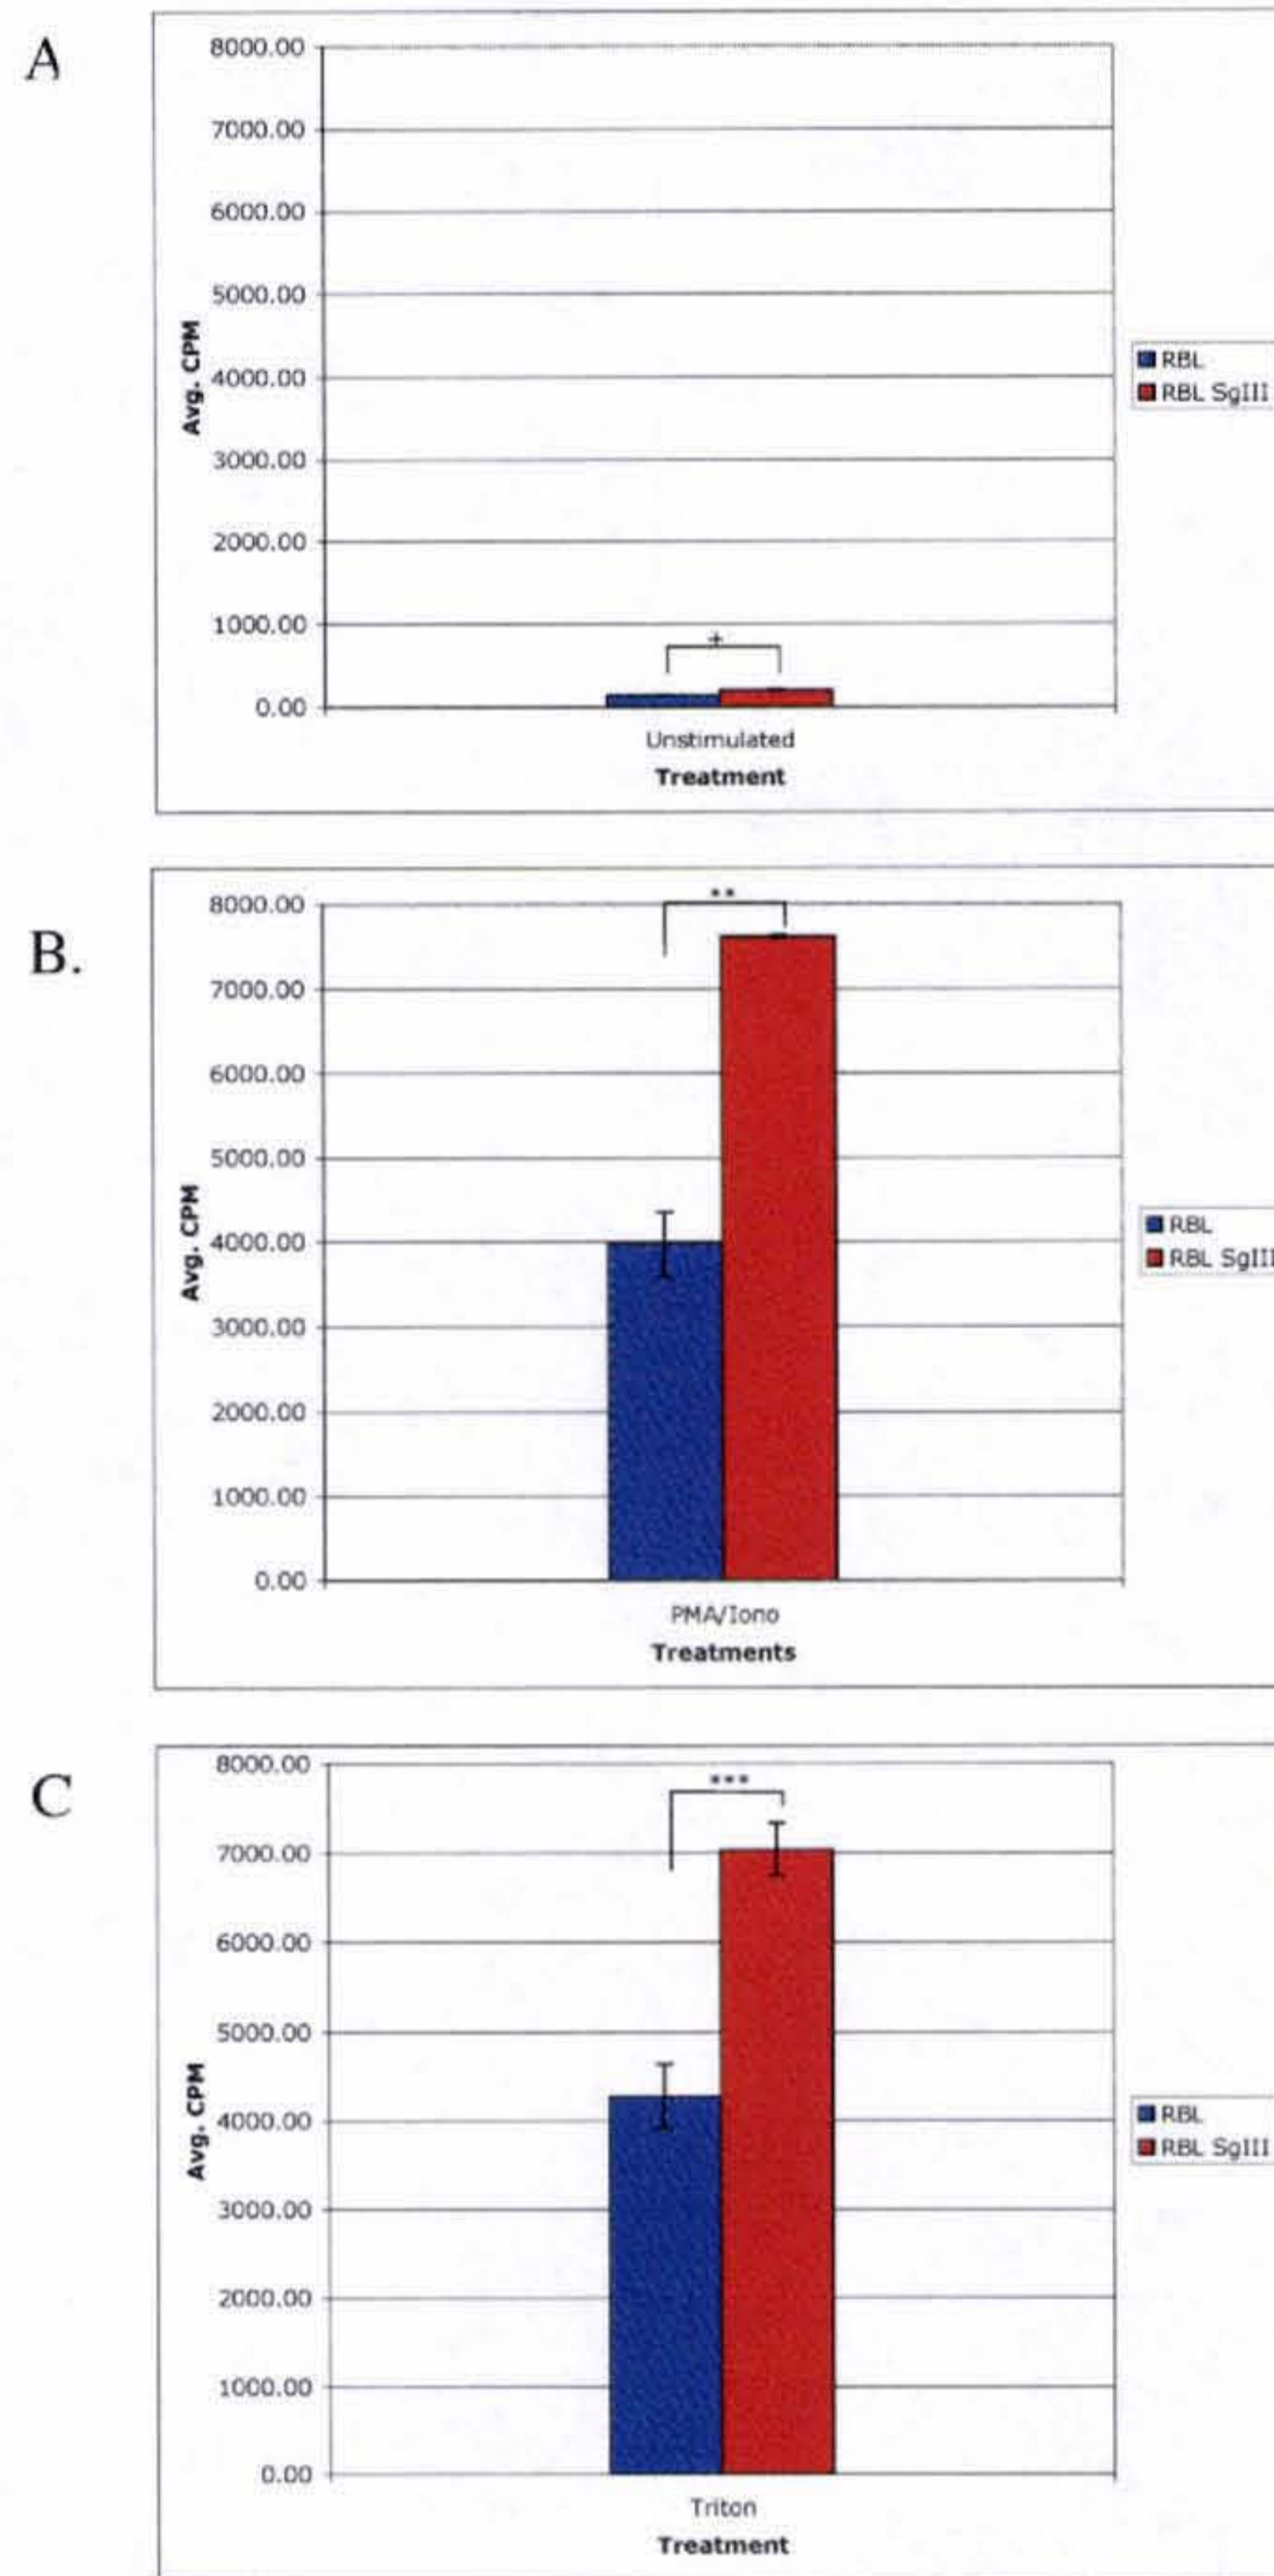 A
8000.00
7000.00
6000.00
5000.00
4000.00
3000.00
2000.00
1000.00
0.00
Avg. CPM
+
Unstimulated
Treatment
RBL
RBL SgIII
B.
8000.00
7000.00
6000.00
5000.00
4000.00
3000.00
2000.00
1000.00
0.00
Avg. CPM
**
PMA/Iono
Treatments
RBL
RBL SgIII
C
8000.00
7000.00
6000.00
5000.00
4000.00
3000.00
2000.00
1000.00
0.00
Avg. CPM
***
Triton
Treatment
RBL
RBL SgIII